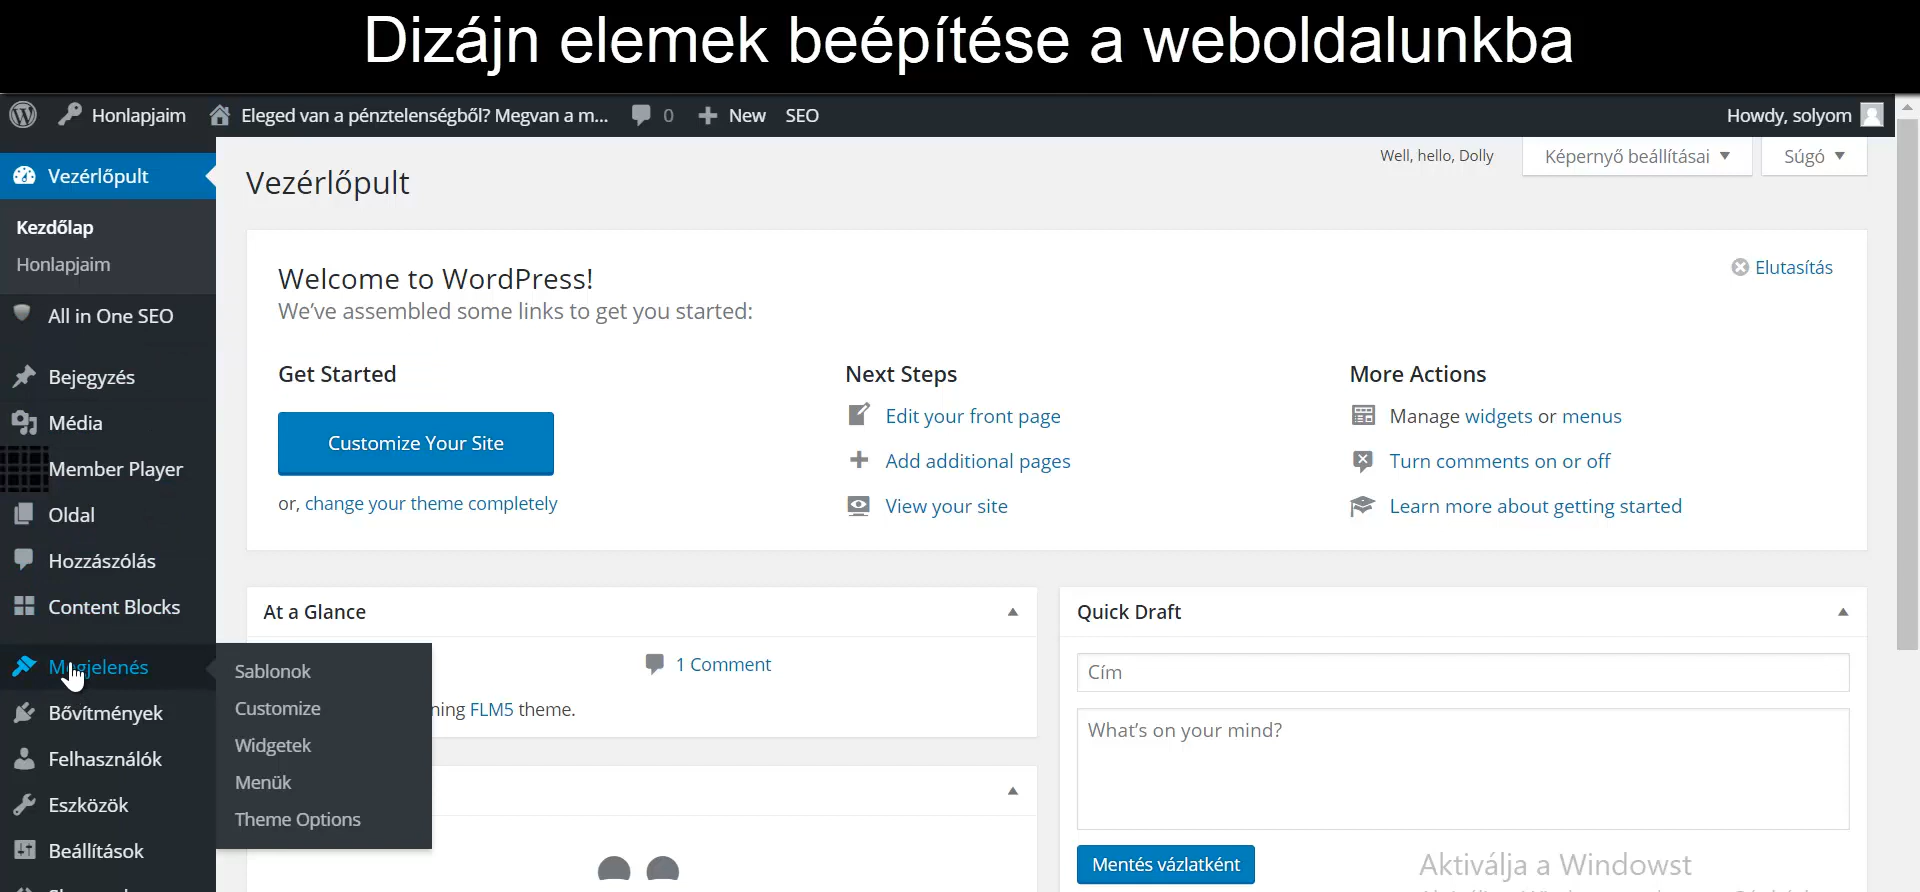 Dizájn elemek beépítése a weboldalunkba
Honlapjaim
Eleged van a pénztelenségből? Megvan a m...
0
New
SEO
Howdy, solyom
Vezérlőpult
Kezdőlap
Honlapjaim
All in One SEO
Bejegyzés
Média
Member Player
Oldal
Hozzászólás
Content Blocks
Megjelenés
Bővítmények
Felhasználók
Eszközök
Beállítások
Sablonok
Customize
Widgetek
Menük
Theme Options
Vezérlőpult
Well, hello, Dolly
Képernyő beállításai
Súgó
Welcome to WordPress!
We've assembled some links to get you started:
Elutasítás
Get Started
Customize Your Site
or, change your theme completely
Next Steps
Edit your front page
Add additional pages
View your site
More Actions
Manage widgets or menus
Turn comments on or off
Learn more about getting started
At a Glance
1 Comment
FLM5 theme.
Quick Draft
Cím
What's on your mind?
Mentés vázlatként
Aktiválja a Windowst